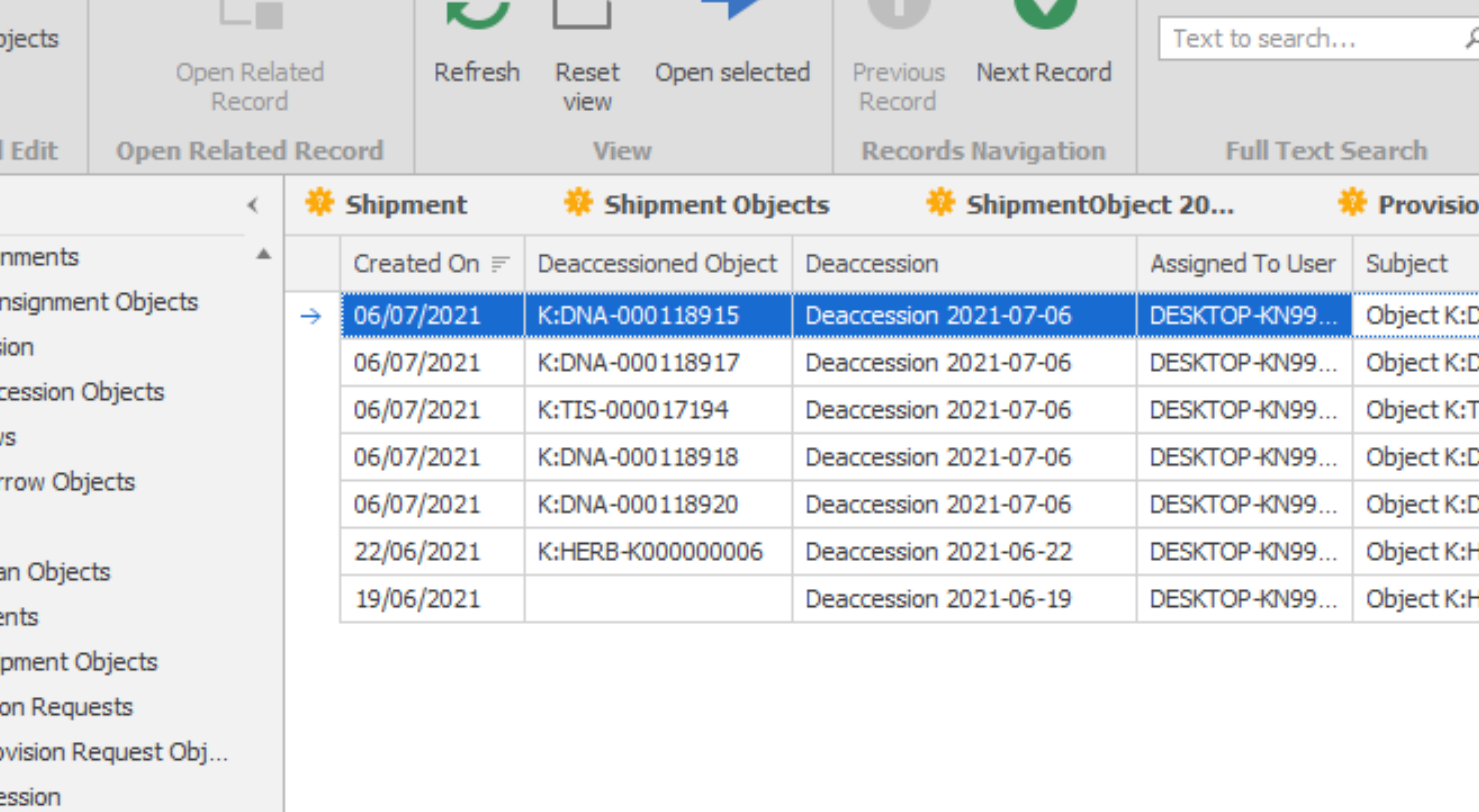 bjects
Open Related
Record
Refresh
Reset
view
Open selected
Previous
Record
Next Record
Text to search...
Edit
Open Related Record
View
Records Navigation
Full Text Search
Shipment
Shipment Objects
ShipmentObject 20...
Provisio
Created On
Deaccessioned Object
Deaccession
Assigned To User
Subject
06/07/2021 K:DNA-000118915 Deaccession 2021-07-06 DESKTOP-KN99... Object K:D
06/07/2021 K:DNA-000118917 Deaccession 2021-07-06 DESKTOP-KN99... Object K:D
06/07/2021 K:TIS-000017194 Deaccession 2021-07-06 DESKTOP-KN99... Object K:T
06/07/2021 K:DNA-000118918 Deaccession 2021-07-06 DESKTOP-KN99... Object K:D
06/07/2021 K:DNA-000118920 Deaccession 2021-07-06 DESKTOP-KN99... Object K:D
22/06/2021 K:HERB-K000000006 Deaccession 2021-06-22 DESKTOP-KN99... Object K:H
19/06/2021 Deaccession 2021-06-19 DESKTOP-KN99... Object K:H
nments
nsignment Objects
sion
cession Objects
ws
rrow Objects
an Objects
ents
pment Objects
on Requests
ovision Request Obj...
ession